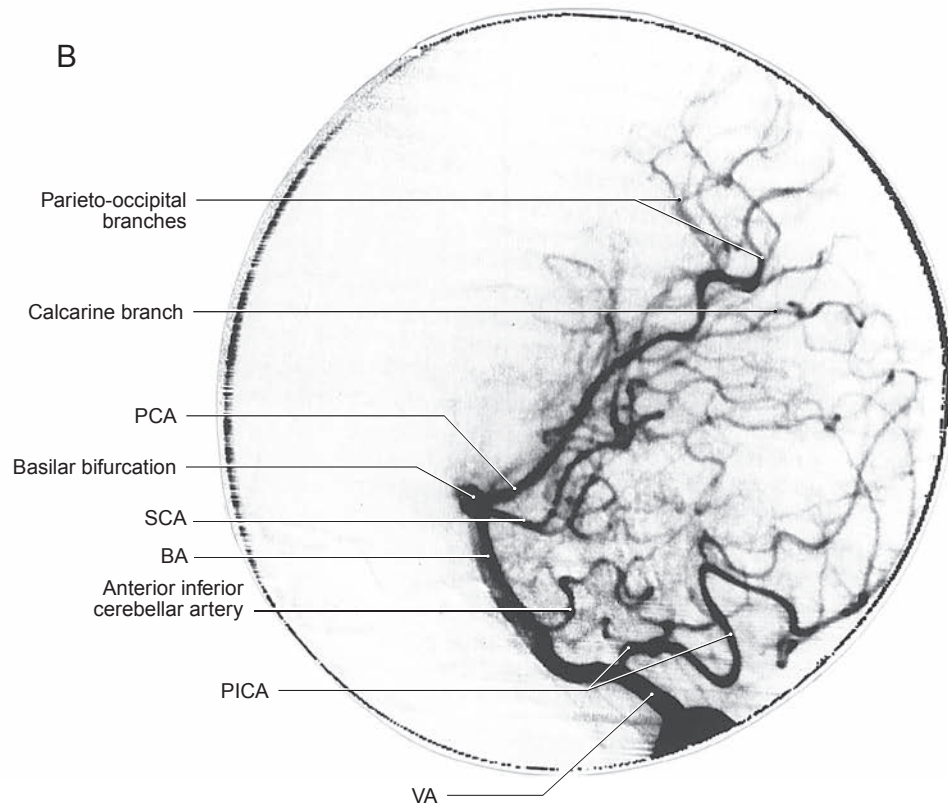 B
Parieto-occipital
branches
Calcarine branch
PCA
Basilar bifurcation
SCA
BA
Anterior inferior
cerebellar artery
PICA
VA